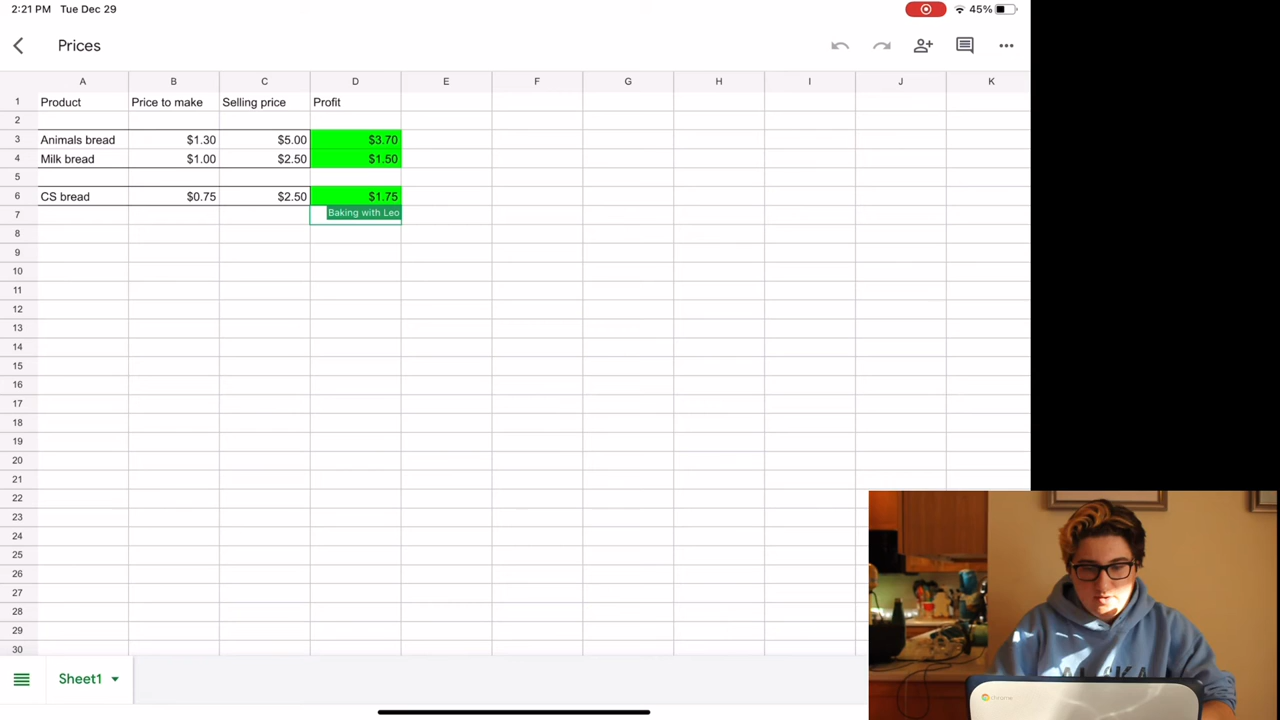 2:21 PM Tue Dec 29
45%
Prices
A B C D E F G H I J K
1 Product Price to make Selling price Profit
2
3 Animals bread $1.30 $5.00 $3.70
4 Milk bread $1.00 $2.50 $1.50
5
6 CS bread $0.75 $2.50 $1.75
7 Baking with Leo
8
9
10
11
12
13
14
15
16
17
18
19
20
21
22
23
24
25
26
27
28
29
30
Sheet1
chrome